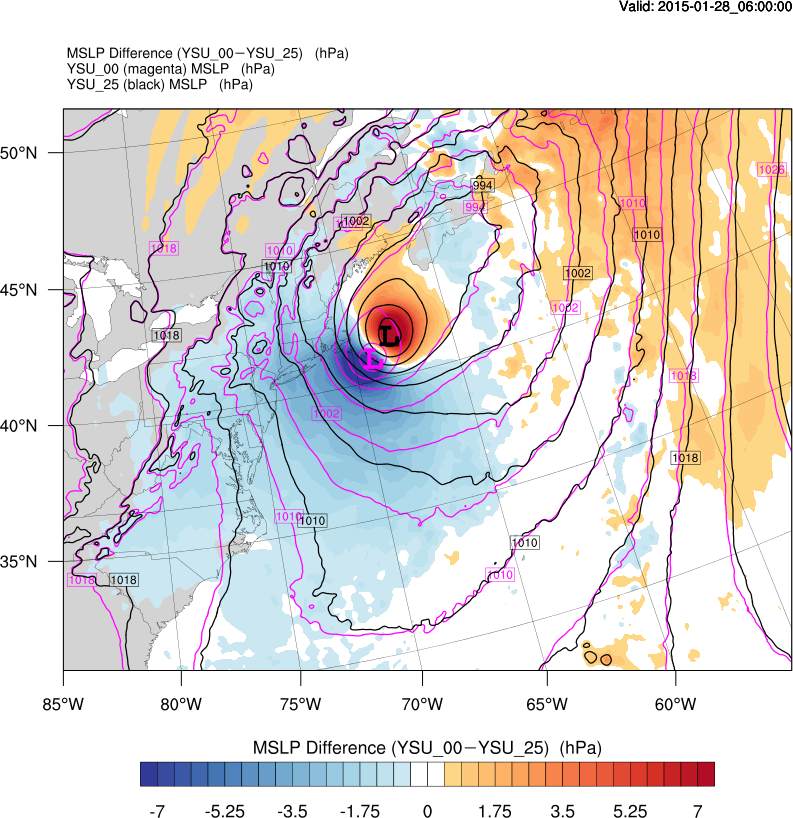 Valid: 2015-01-28_06:00:00
MSLP Difference (YSU_00−YSU_25)   (hPa)
YSU_00 (magenta) MSLP   (hPa)
YSU_25 (black) MSLP   (hPa)
50°N
1026
994
994
1010
1002
1018
1010
1010
1010
1002
45°N
1002
1018
L
L
1018
1002
40°N
1018
1010
1010
1010
35°N
1010
1018
1018
85°W 80°W 75°W 70°W 65°W 60°W
MSLP Difference (YSU_00−YSU_25)  (hPa)
-7 -5.25 -3.5 -1.75 0 1.75 3.5 5.25 7